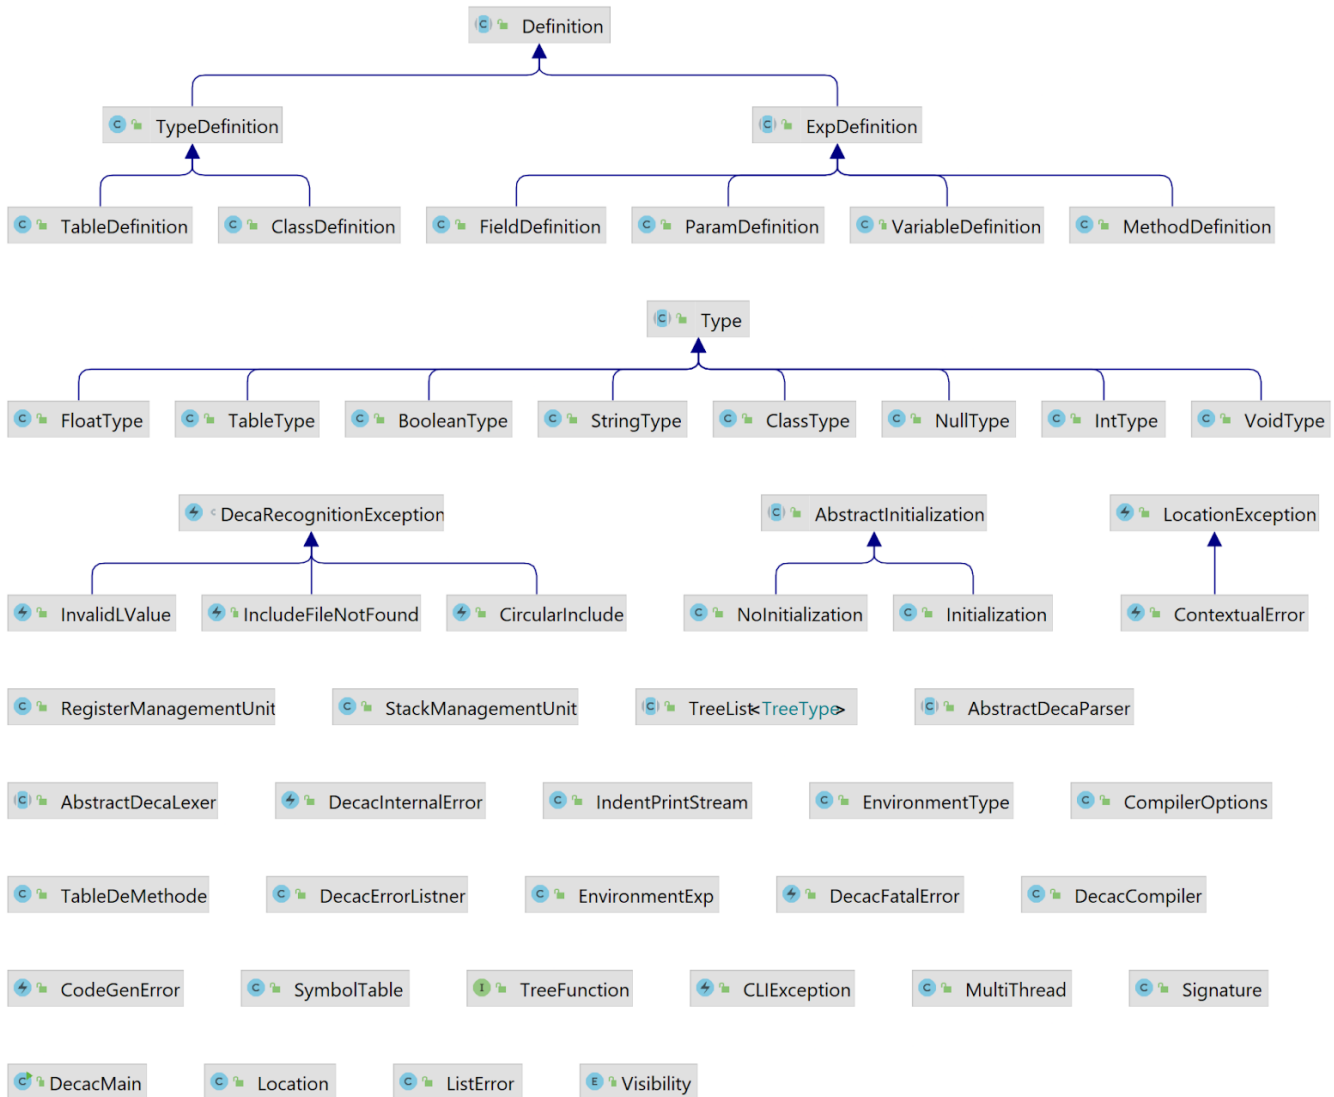 Definition
TypeDefinition ExpDefinition
TableDefinition ClassDefinition FieldDefinition ParamDefinition VariableDefinition MethodDefinition
Type
FloatType TableType BooleanType StringType ClassType NullType IntType VoidType
DecaRecognitionException AbstractInitialization LocationException
InvalidLValue IncludeFileNotFound CircularInclude NoInitialization Initialization ContextualError
RegisterManagementUnit StackManagementUnit TreeList<TreeType> AbstractDecaParser
AbstractDecaLexer DecacInternalError IndentPrintStream EnvironmentType CompilerOptions
TableDeMethode DecacErrorListner EnvironmentExp DecacFatalError DecacCompiler
CodeGenError SymbolTable TreeFunction CLIException MultiThread Signature
DecacMain Location ListError Visibility